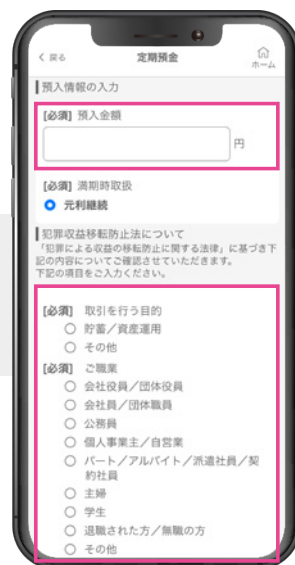 < 戻る
定期預金
ホーム
預入情報の入力
[必須] 預入金額
円
[必須] 満期時取扱
元利継続
犯罪収益移転防止法について
「犯罪による収益の移転防止に関する法律」に基づき下
記の内容についてご確認させていただきます。
下記の項目をご入力ください。
[必須] 取引を行う目的
貯蓄／資産運用
その他
[必須] ご職業
会社役員／団体役員
会社員／団体職員
公務員
個人事業主／自営業
パート／アルバイト／派遣社員／契
約社員
主婦
学生
退職された方／無職の方
その他